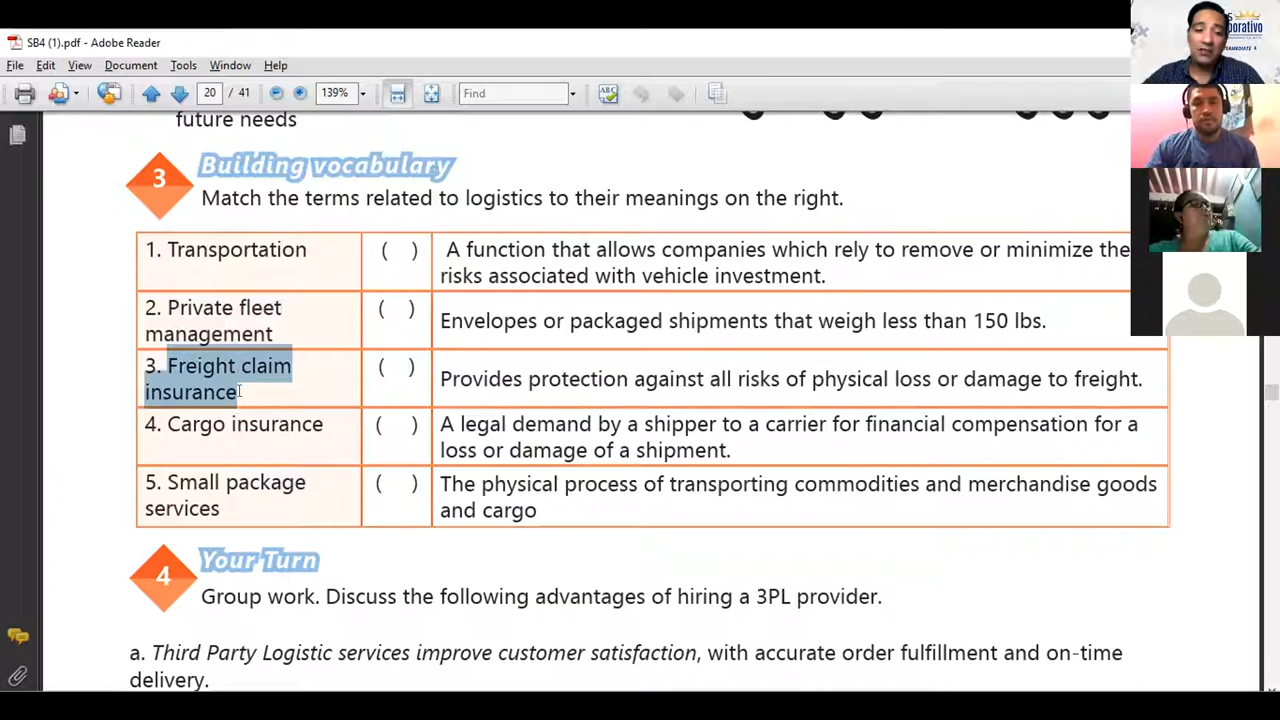 SB4 (1).pdf - Adobe Reader
File Edit View Document Tools Window Help
20 / 41 139% Find
future needs
3 Building vocabulary
Match the terms related to logistics to their meanings on the right.
1. Transportation ( ) A function that allows companies which rely to remove or minimize the
risks associated with vehicle investment.
2. Private fleet
management ( ) Envelopes or packaged shipments that weigh less than 150 lbs.
3. Freight claim
insurance ( ) Provides protection against all risks of physical loss or damage to freight.
4. Cargo insurance ( ) A legal demand by a shipper to a carrier for financial compensation for a
loss or damage of a shipment.
5. Small package ( ) The physical process of transporting commodities and merchandise goods
services and cargo
4 Your Turn
Group work. Discuss the following advantages of hiring a 3PL provider.
a. Third Party Logistic services improve customer satisfaction, with accurate order fulfillment and on-time
delivery.